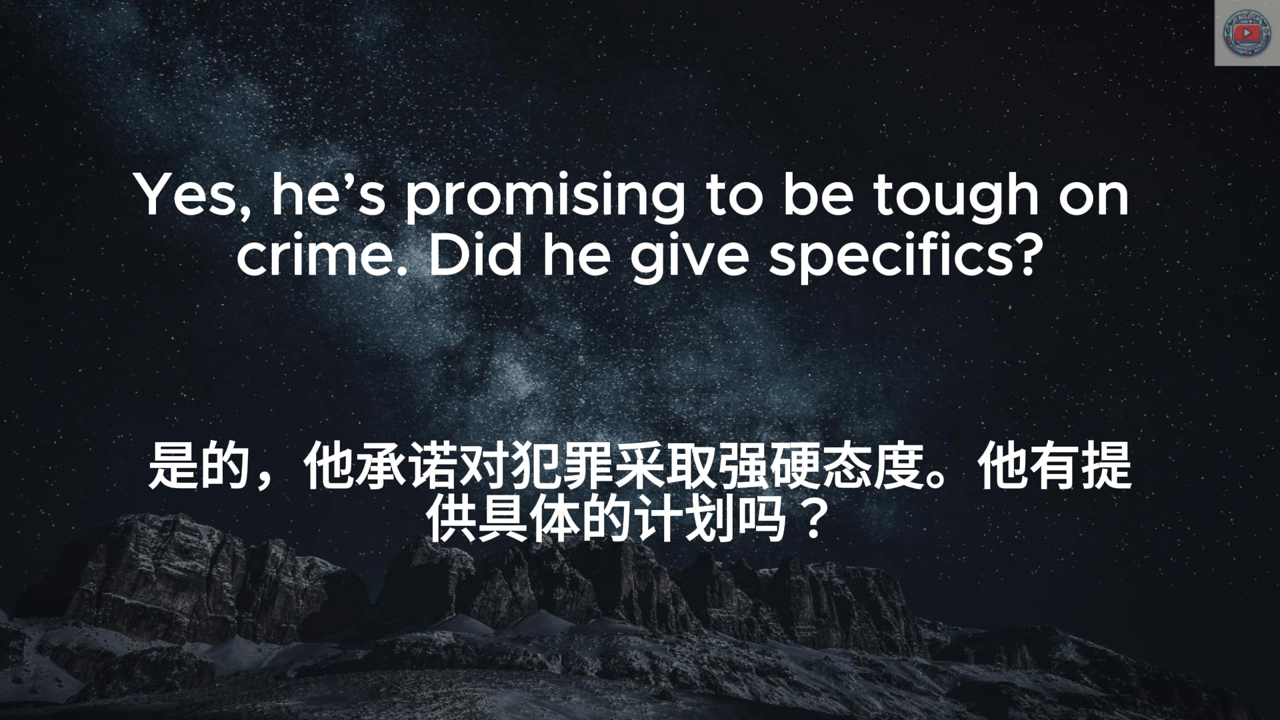 Yes, he’s promising to be tough on
crime. Did he give specifics?
是的，他承诺对犯罪采取强硬态度。他有提
供具体的计划吗？